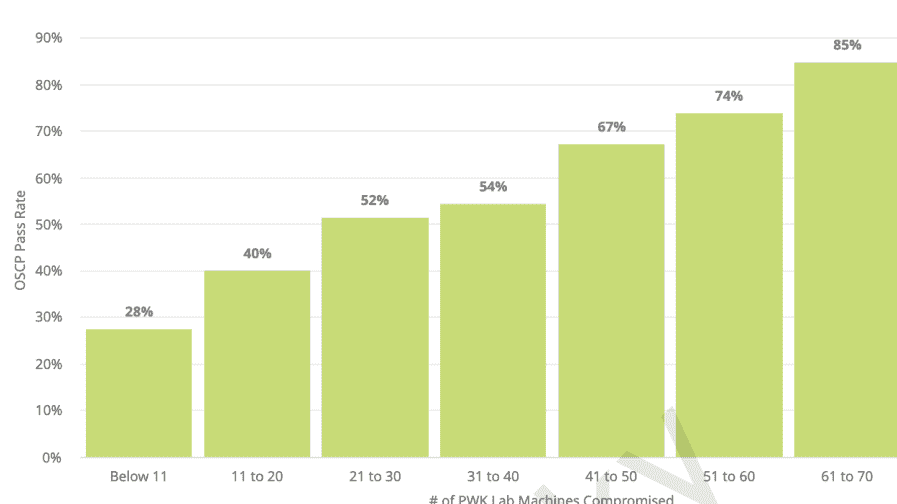 90%
80%
70%
60%
50%
40%
30%
20%
10%
0%
OSCP Pass Rate
28%
40%
52%
54%
67%
74%
85%
Below 11
11 to 20
21 to 30
31 to 40
41 to 50
51 to 60
61 to 70
# of PWK Lab Machines Compromised